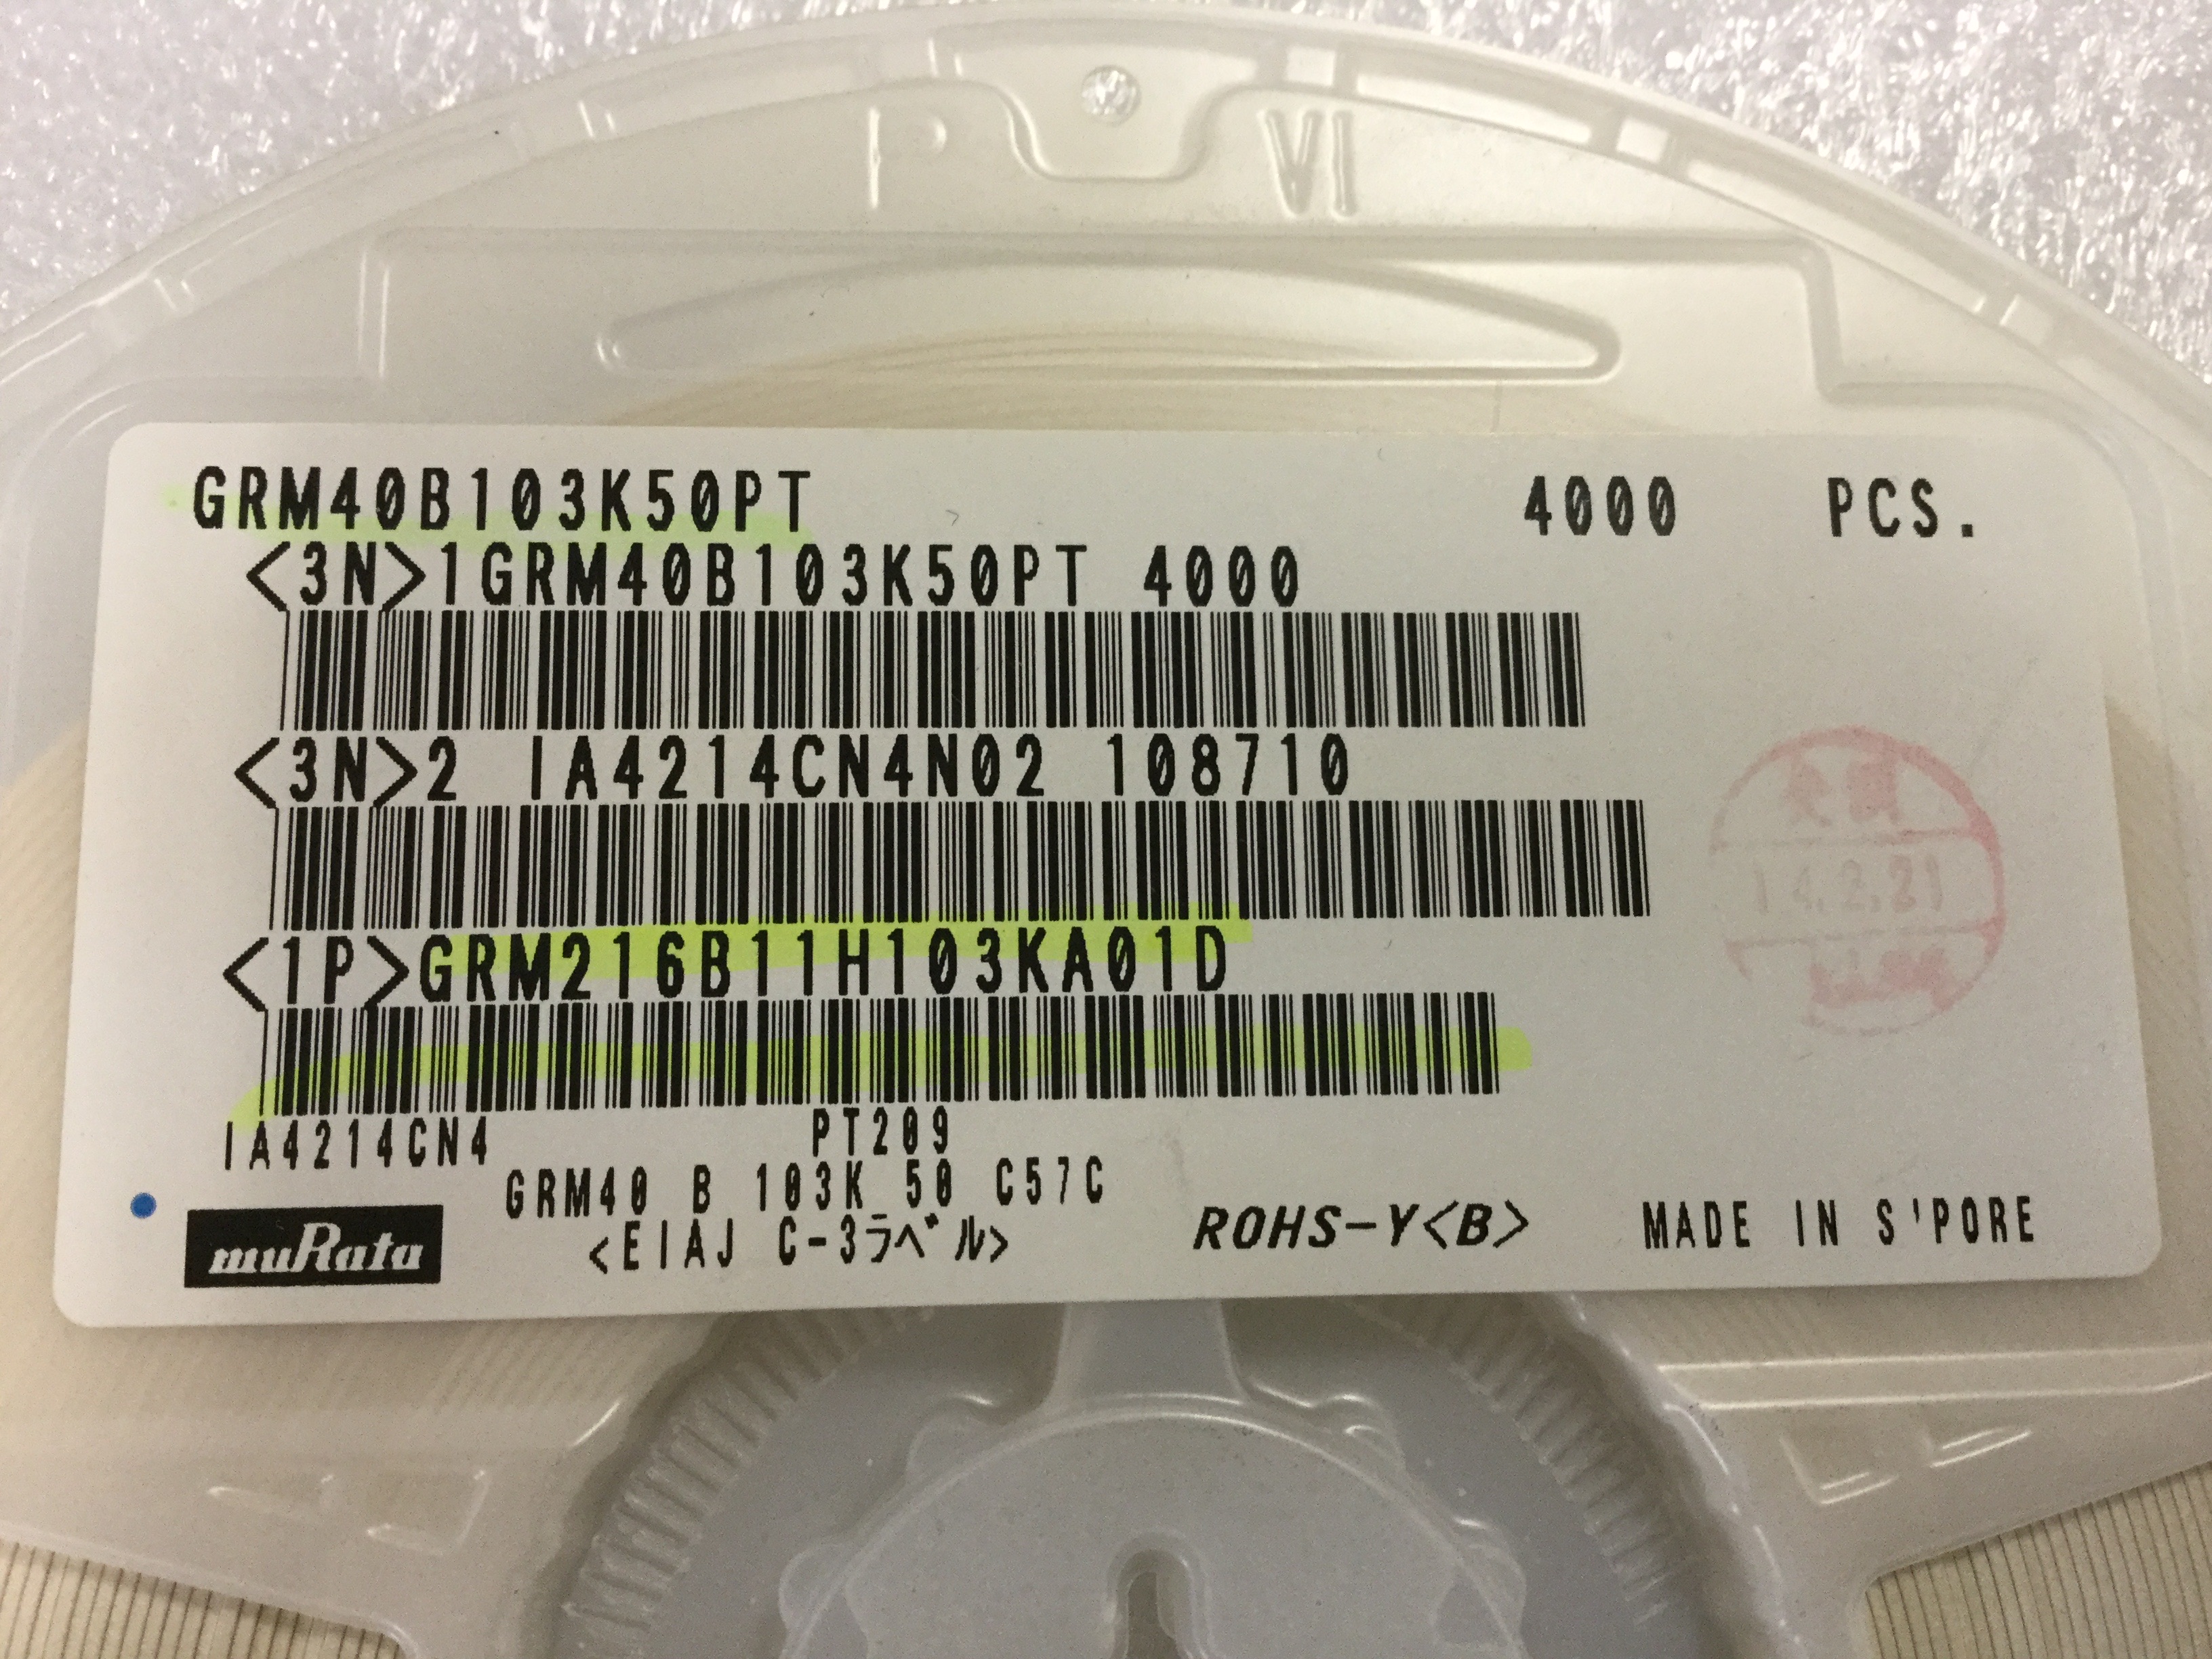 P VI
GRM40B103K50PT 4000 PCS.
<3N>1GRM40B103K50PT 4000
<3N>2 IA4214CN4N02 108710
<1P>GRM216B11H103KA01D
IA4214CN4 PT209
GRM40 B 103K 50 C57C
<EIAJ C-3ラベル>
muRata
ROHS-Y<B>
MADE IN S'PORE